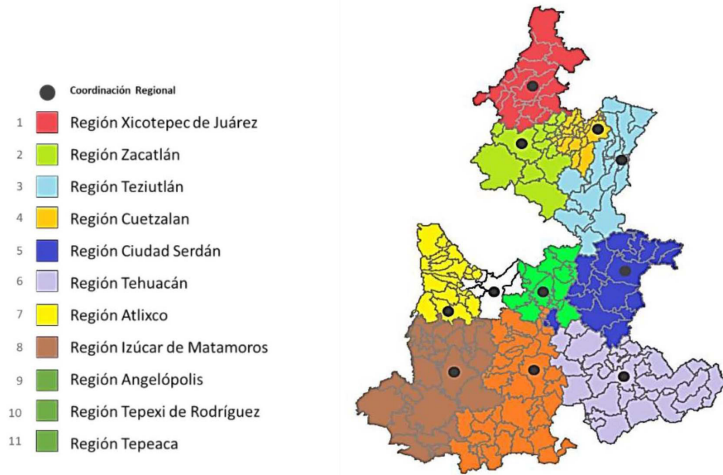 Coordinación Regional
1 Región Xicotepec de Juárez
2 Región Zacatlán
3 Región Teziutlán
4 Región Cuetzalan
5 Región Ciudad Serdán
6 Región Tehuacán
7 Región Atlixco
8 Región Izúcar de Matamoros
9 Región Angelópolis
10 Región Tepexi de Rodríguez
11 Región Tepeaca